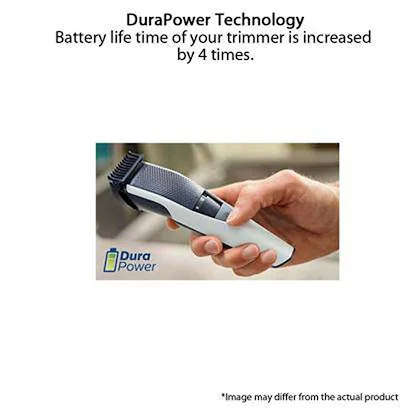 DuraPower Technology
Battery life time of your trimmer is increased
by 4 times.
Dura
Power
*Image may differ from the actual product